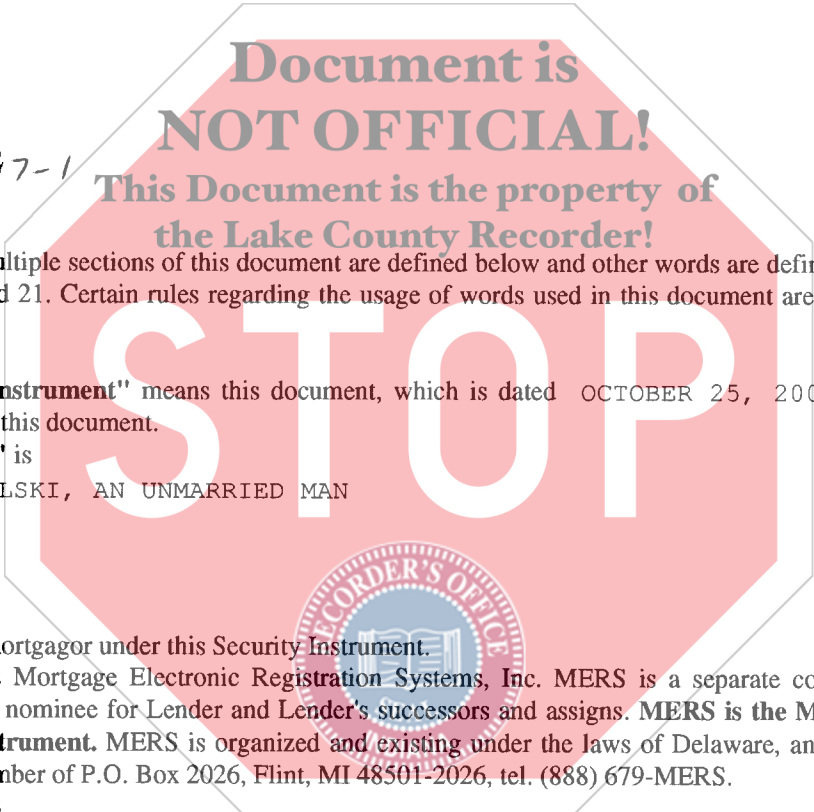 Document is
NOT OFFICIAL!
7-1
This Document is the property of
the Lake County Recorder!
ltiple sections of this document are defined below and other words are defin
d 21. Certain rules regarding the usage of words used in this document are
STOP
nstrument" means this document, which is dated OCTOBER 25, 200
this document.
" is
LSKI, AN UNMARRIED MAN
RECORDER'S OFFICE
ortgagor under this Security Instrument.
. Mortgage Electronic Registration Systems, Inc. MERS is a separate co
nominee for Lender and Lender's successors and assigns. MERS is the M
trument. MERS is organized and existing under the laws of Delaware, an
mber of P.O. Box 2026, Flint, MI 48501-2026, tel. (888) 679-MERS.